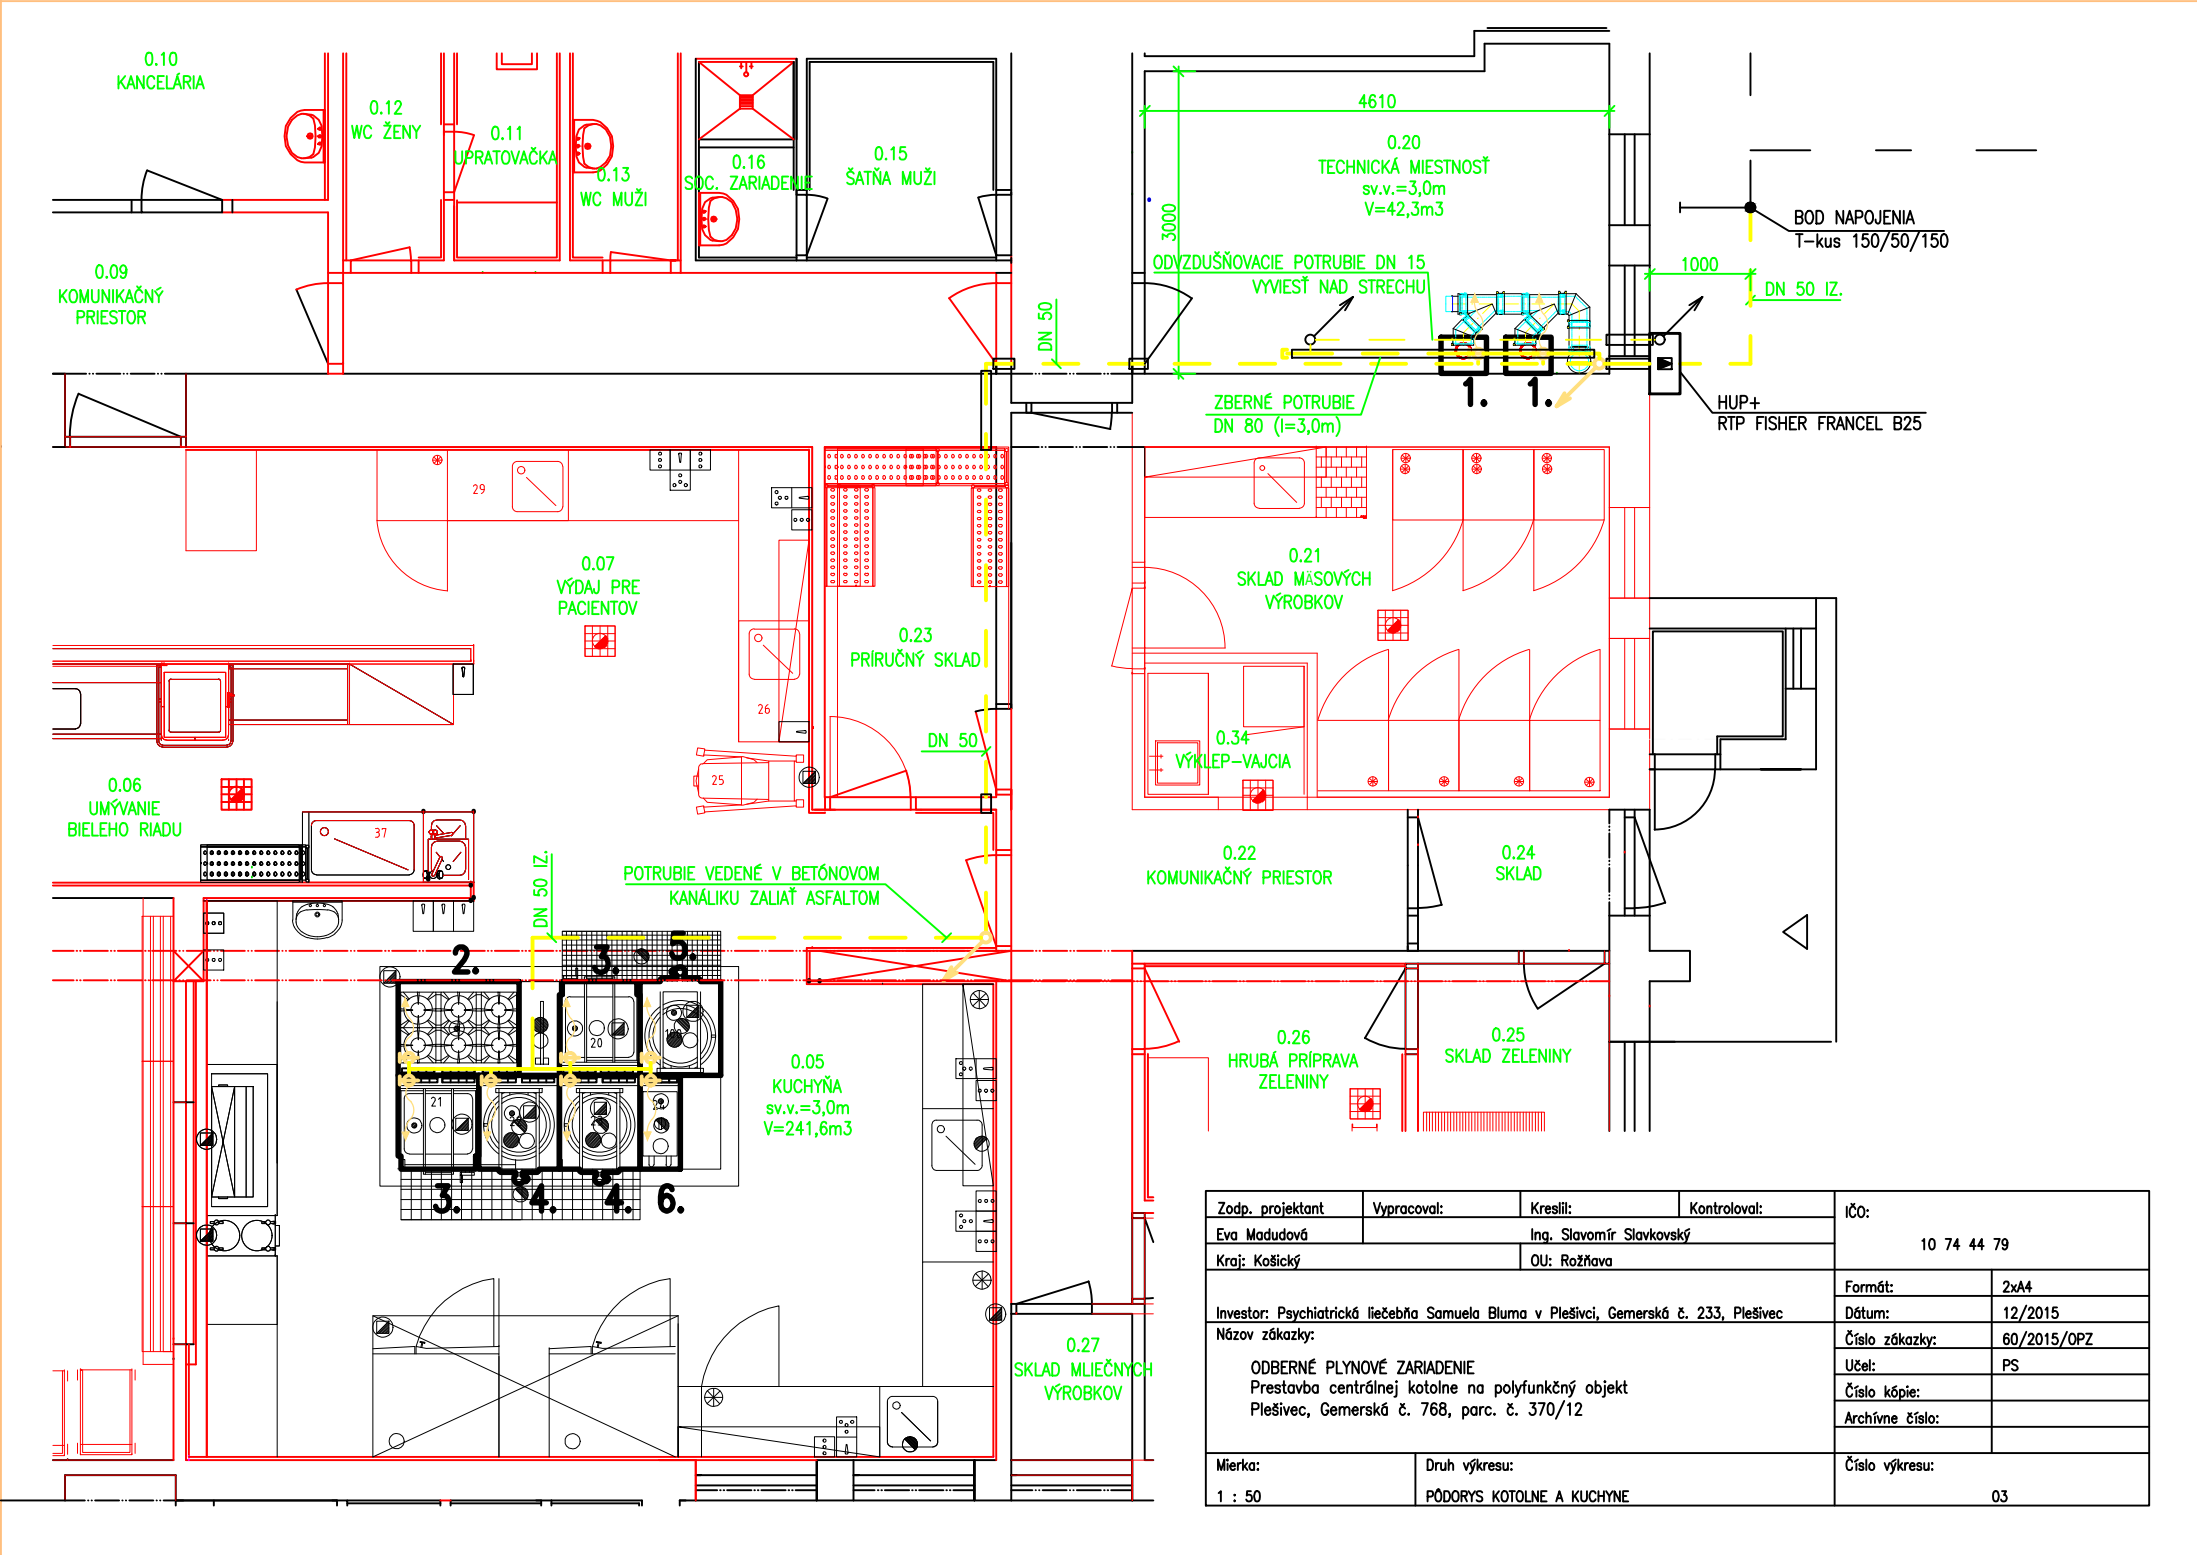 0.10
KANCELÁRIA
0.12
WC ŽENY
0.11
UPRATOVAČKA
0.13
WC MUŽI
0.16
SOC. ZARIADENIE
0.15
ŠATŇA MUŽI
4610
0.20
TECHNICKÁ MIESTNOSŤ
sv.v.=3,0m
V=42,3m3
3000
BOD NAPOJENIA
T-kus 150/50/150
0.09
KOMUNIKAČNÝ
PRIESTOR
ODVZDUŠŇOVACIE POTRUBIE DN 15
VYVIESŤ NAD STRECHU
1000
DN 50 IZ.
DN 50
1.
1.
ZBERNÉ POTRUBIE
DN 80 (l=3,0m)
HUP+
RTP FISHER FRANCEL B25
29
0.07
VÝDAJ PRE
PACIENTOV
0.21
SKLAD MÄSOVÝCH
VÝROBKOV
0.23
PRÍRUČNÝ SKLAD
26
DN 50
0.34
VÝKLEP-VAJCIA
25
0.06
UMÝVANIE
BIELEHO RIADU
37
0.22
KOMUNIKAČNÝ PRIESTOR
0.24
SKLAD
DN 50 IZ.
POTRUBIE VEDENÉ V BETÓNOVOM
KANÁLIKU ZALIAŤ ASFALTOM
2.
3.
5.
20
21
0.05
KUCHYŇA
sv.v.=3,0m
V=241,6m3
0.26
HRUBÁ PRÍPRAVA
ZELENINY
0.25
SKLAD ZELENINY
3.
4.
4.
6.
0.27
SKLAD MLIEČNYCH
VÝROBKOV
Zodp. projektant
Vypracoval:
Kreslil:
Kontroloval:
IČO:
Eva Madudová
Ing. Slavomír Slavkovský
10 74 44 79
Kraj: Košický
OU: Rožňava
Formát:
2xA4
Investor: Psychiatrická liečebňa Samuela Bluma v Plešivci, Gemerská č. 233, Plešivec
Dátum:
12/2015
Názov zákazky:
Číslo zákazky:
60/2015/OPZ
ODBERNÉ PLYNOVÉ ZARIADENIE
Učel:
PS
Prestavba centrálnej kotolne na polyfunkčný objekt
Číslo kópie:
Plešivec, Gemerská č. 768, parc. č. 370/12
Archívne číslo:
Mierka:
Druh výkresu:
Číslo výkresu:
1 : 50
PÔDORYS KOTOLNE A KUCHYNE
03